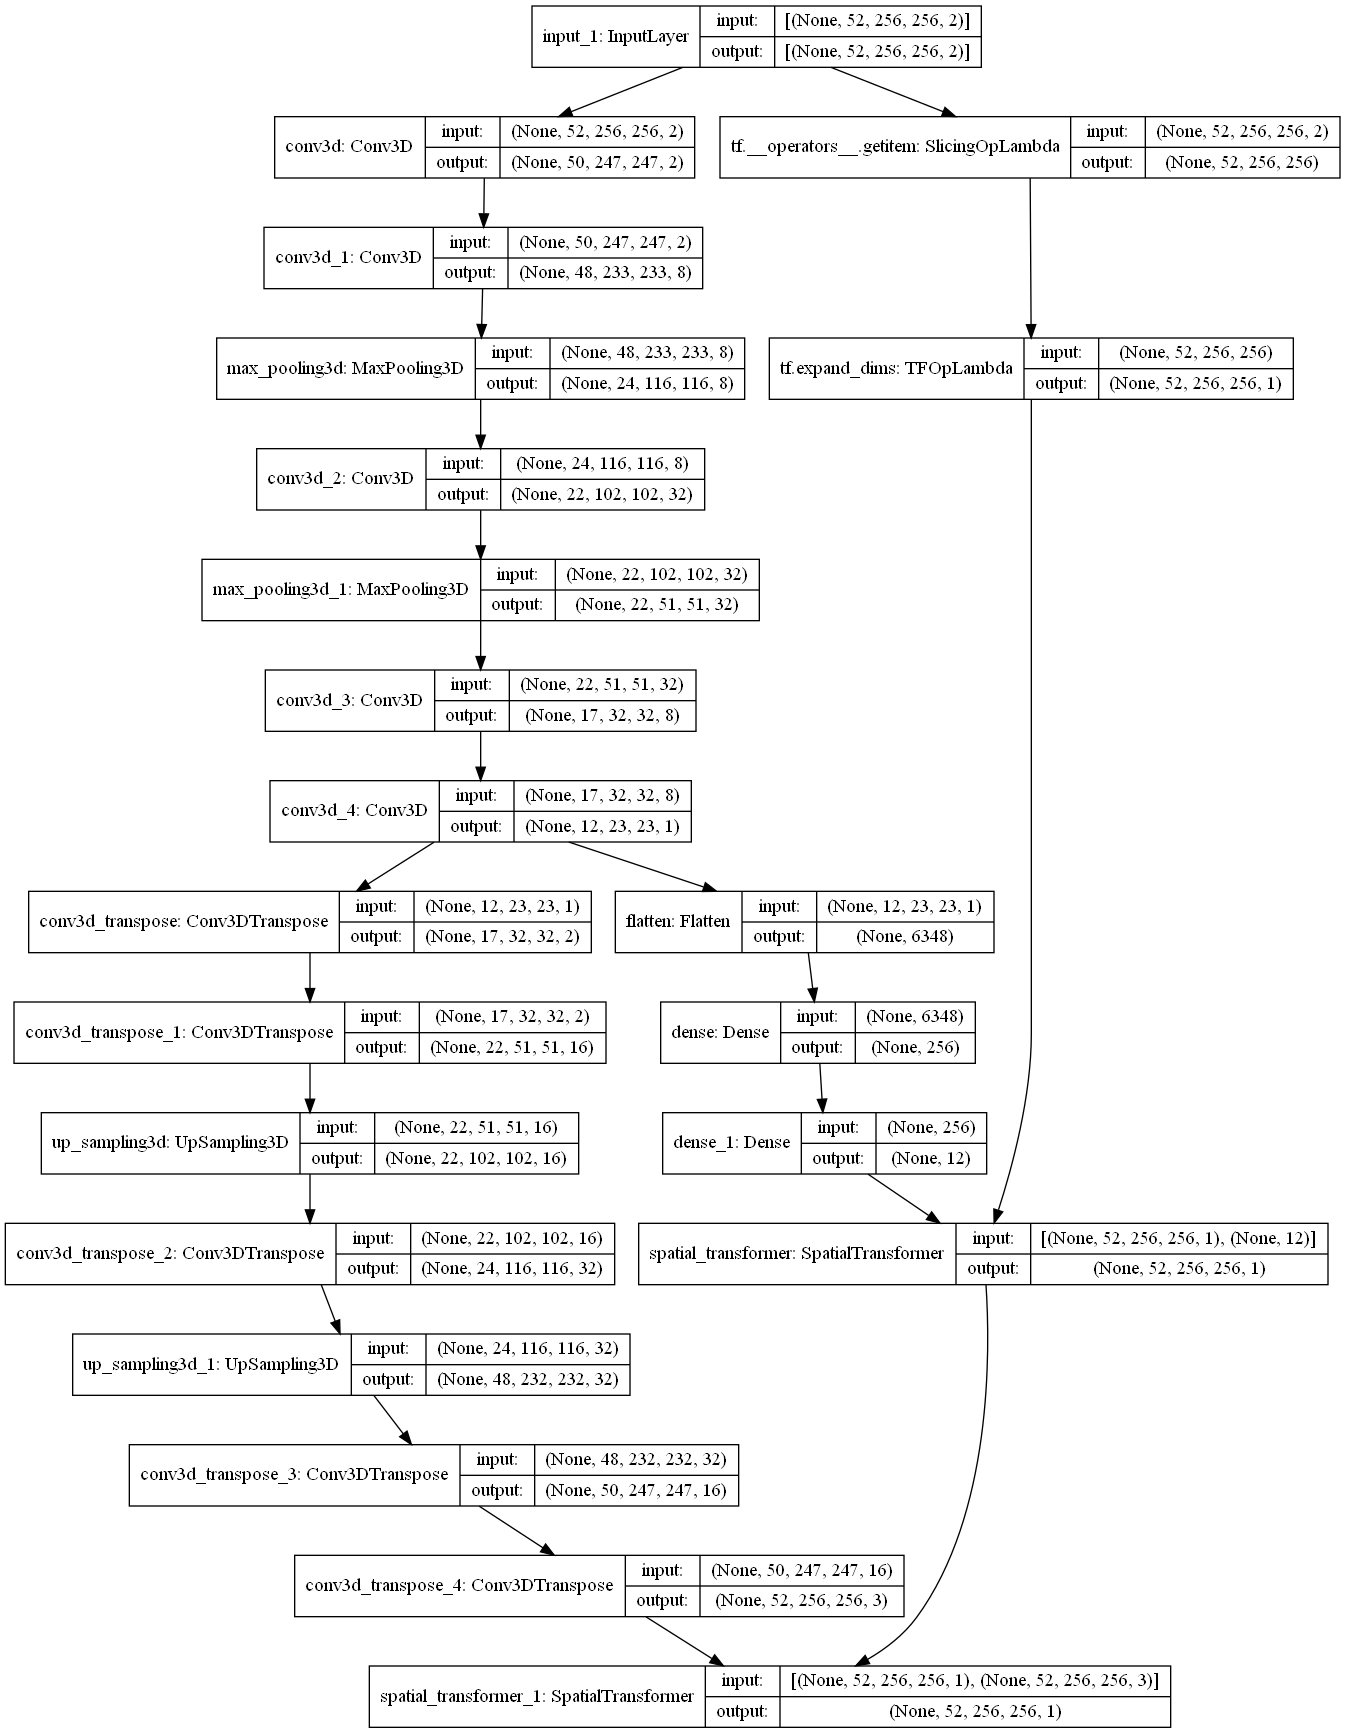 input_1: InputLayer
input: [(None, 52, 256, 256, 2)]
output: [(None, 52, 256, 256, 2)]
conv3d: Conv3D
input: (None, 52, 256, 256, 2)
output: (None, 50, 247, 247, 2)
tf.__operators__.getitem: SlicingOpLambda
input: (None, 52, 256, 256, 2)
output: (None, 52, 256, 256)
conv3d_1: Conv3D
input: (None, 50, 247, 247, 2)
output: (None, 48, 233, 233, 8)
max_pooling3d: MaxPooling3D
input: (None, 48, 233, 233, 8)
output: (None, 24, 116, 116, 8)
tf.expand_dims: TFOpLambda
input: (None, 52, 256, 256)
output: (None, 52, 256, 256, 1)
conv3d_2: Conv3D
input: (None, 24, 116, 116, 8)
output: (None, 22, 102, 102, 32)
max_pooling3d_1: MaxPooling3D
input: (None, 22, 102, 102, 32)
output: (None, 22, 51, 51, 32)
conv3d_3: Conv3D
input: (None, 22, 51, 51, 32)
output: (None, 17, 32, 32, 8)
conv3d_4: Conv3D
input: (None, 17, 32, 32, 8)
output: (None, 12, 23, 23, 1)
conv3d_transpose: Conv3DTranspose
input: (None, 12, 23, 23, 1)
output: (None, 17, 32, 32, 2)
flatten: Flatten
input: (None, 12, 23, 23, 1)
output: (None, 6348)
conv3d_transpose_1: Conv3DTranspose
input: (None, 17, 32, 32, 2)
output: (None, 22, 51, 51, 16)
dense: Dense
input: (None, 6348)
output: (None, 256)
up_sampling3d: UpSampling3D
input: (None, 22, 51, 51, 16)
output: (None, 22, 102, 102, 16)
dense_1: Dense
input: (None, 256)
output: (None, 12)
conv3d_transpose_2: Conv3DTranspose
input: (None, 22, 102, 102, 16)
output: (None, 24, 116, 116, 32)
spatial_transformer: SpatialTransformer
input: [(None, 52, 256, 256, 1), (None, 12)]
output: (None, 52, 256, 256, 1)
up_sampling3d_1: UpSampling3D
input: (None, 24, 116, 116, 32)
output: (None, 48, 232, 232, 32)
conv3d_transpose_3: Conv3DTranspose
input: (None, 48, 232, 232, 32)
output: (None, 50, 247, 247, 16)
conv3d_transpose_4: Conv3DTranspose
input: (None, 50, 247, 247, 16)
output: (None, 52, 256, 256, 3)
spatial_transformer_1: SpatialTransformer
input: [(None, 52, 256, 256, 1), (None, 52, 256, 256, 3)]
output: (None, 52, 256, 256, 1)